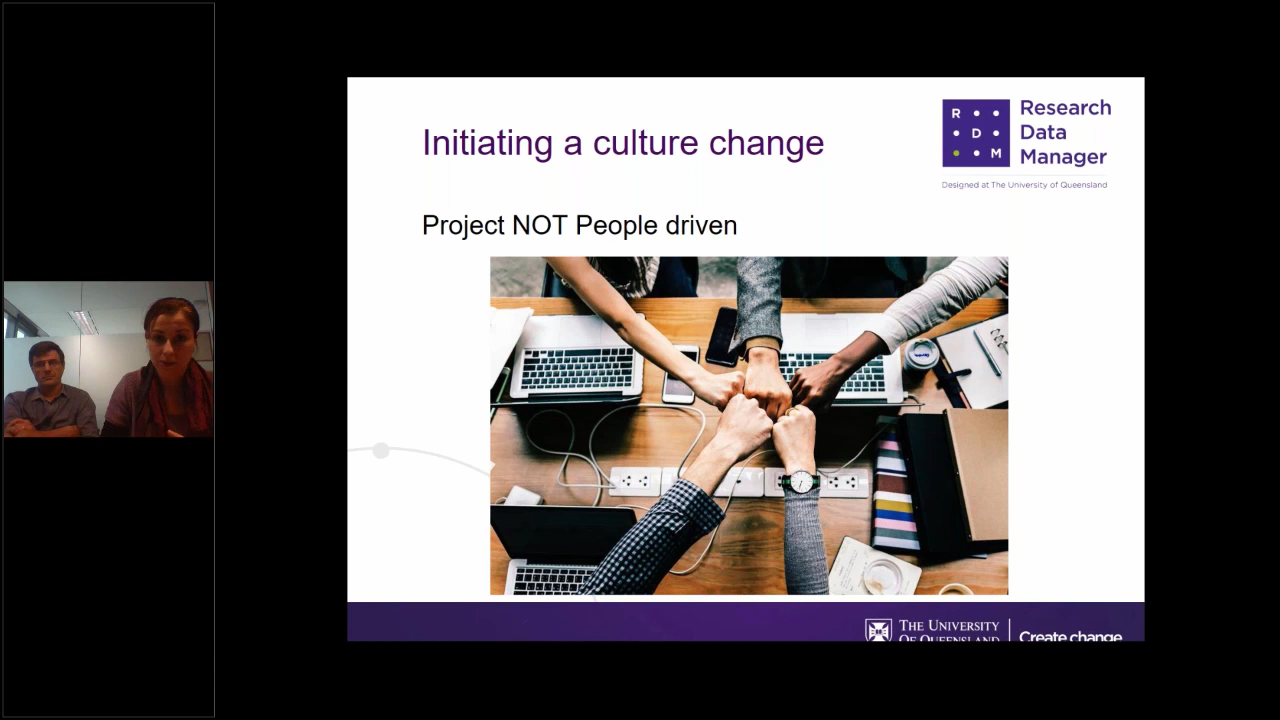 Initiating a culture change
R
D
M
Research
Data
Manager
Designed at The University of Queensland
Project NOT People driven
THE UNIVERSITY
OF QUEENSLAND
Create change